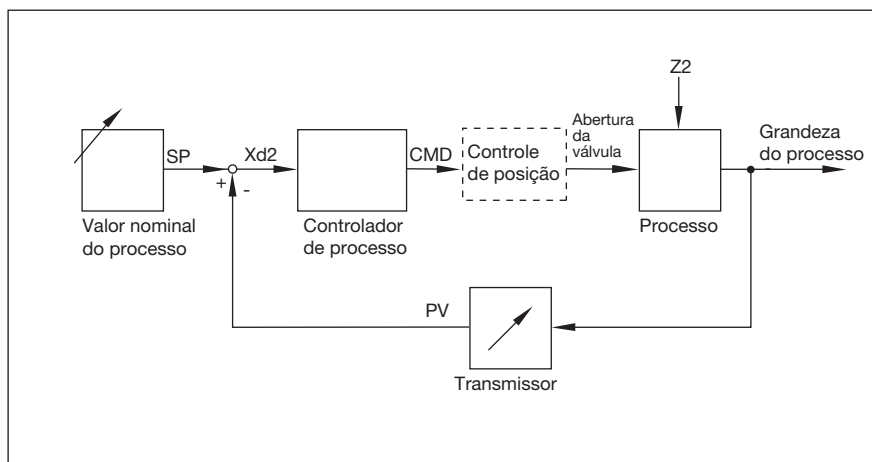 Z2
Abertura
da
válvula
Grandeza
do processo
SP
Xd2
CMD
Controle
de posição
+
-
Valor nominal
do processo
Controlador
de processo
Processo
PV
Transmissor